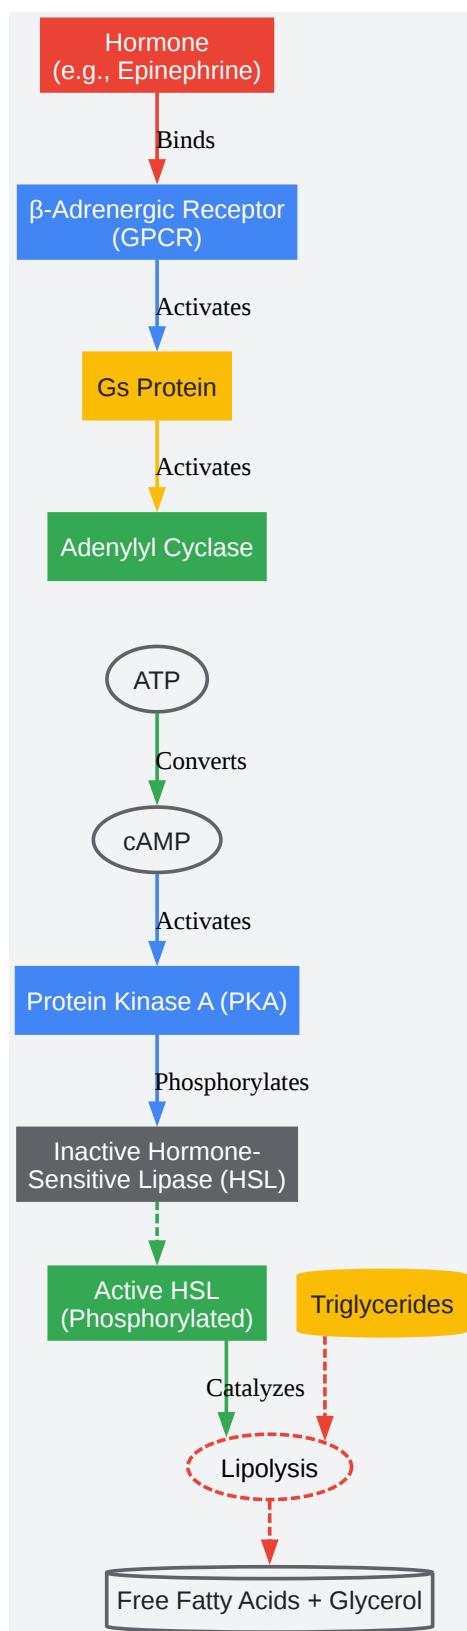 Hormone
(e.g., Epinephrine)
Binds
β-Adrenergic Receptor
(GPCR)
Activates
Gs Protein
Activates
Adenylyl Cyclase
ATP
Converts
cAMP
Activates
Protein Kinase A (PKA)
Phosphorylates
Inactive Hormone-
Sensitive Lipase (HSL)
Active HSL
(Phosphorylated)
Triglycerides
Catalyzes
Lipolysis
Free Fatty Acids + Glycerol